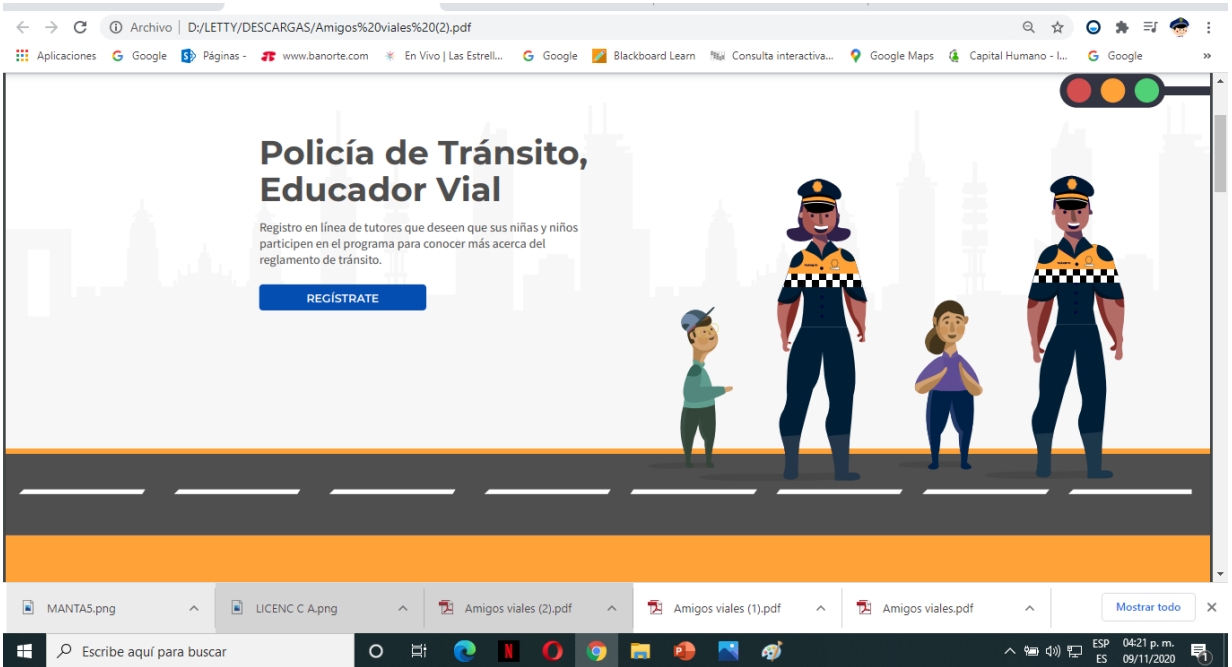 Archivo | D:/LETTY/DESCARGAS/Amigos%20viales%20(2).pdf
Aplicaciones G Google Páginas - www.banorte.com En Vivo | Las Estrell... G Google Blackboard Learn Consulta interactiva... Google Maps Capital Humano - I... G Google »
Policía de Tránsito,
Educador Vial
Registro en línea de tutores que deseen que sus niñas y niños
participen en el programa para conocer más acerca del
reglamento de tránsito.
REGÍSTRATE
MANTA5.png LICENC C A.png Amigos viales (2).pdf Amigos viales (1).pdf Amigos viales.pdf Mostrar todo
Escribe aquí para buscar
ESP 04:21 p. m.
ES 09/11/2020 1